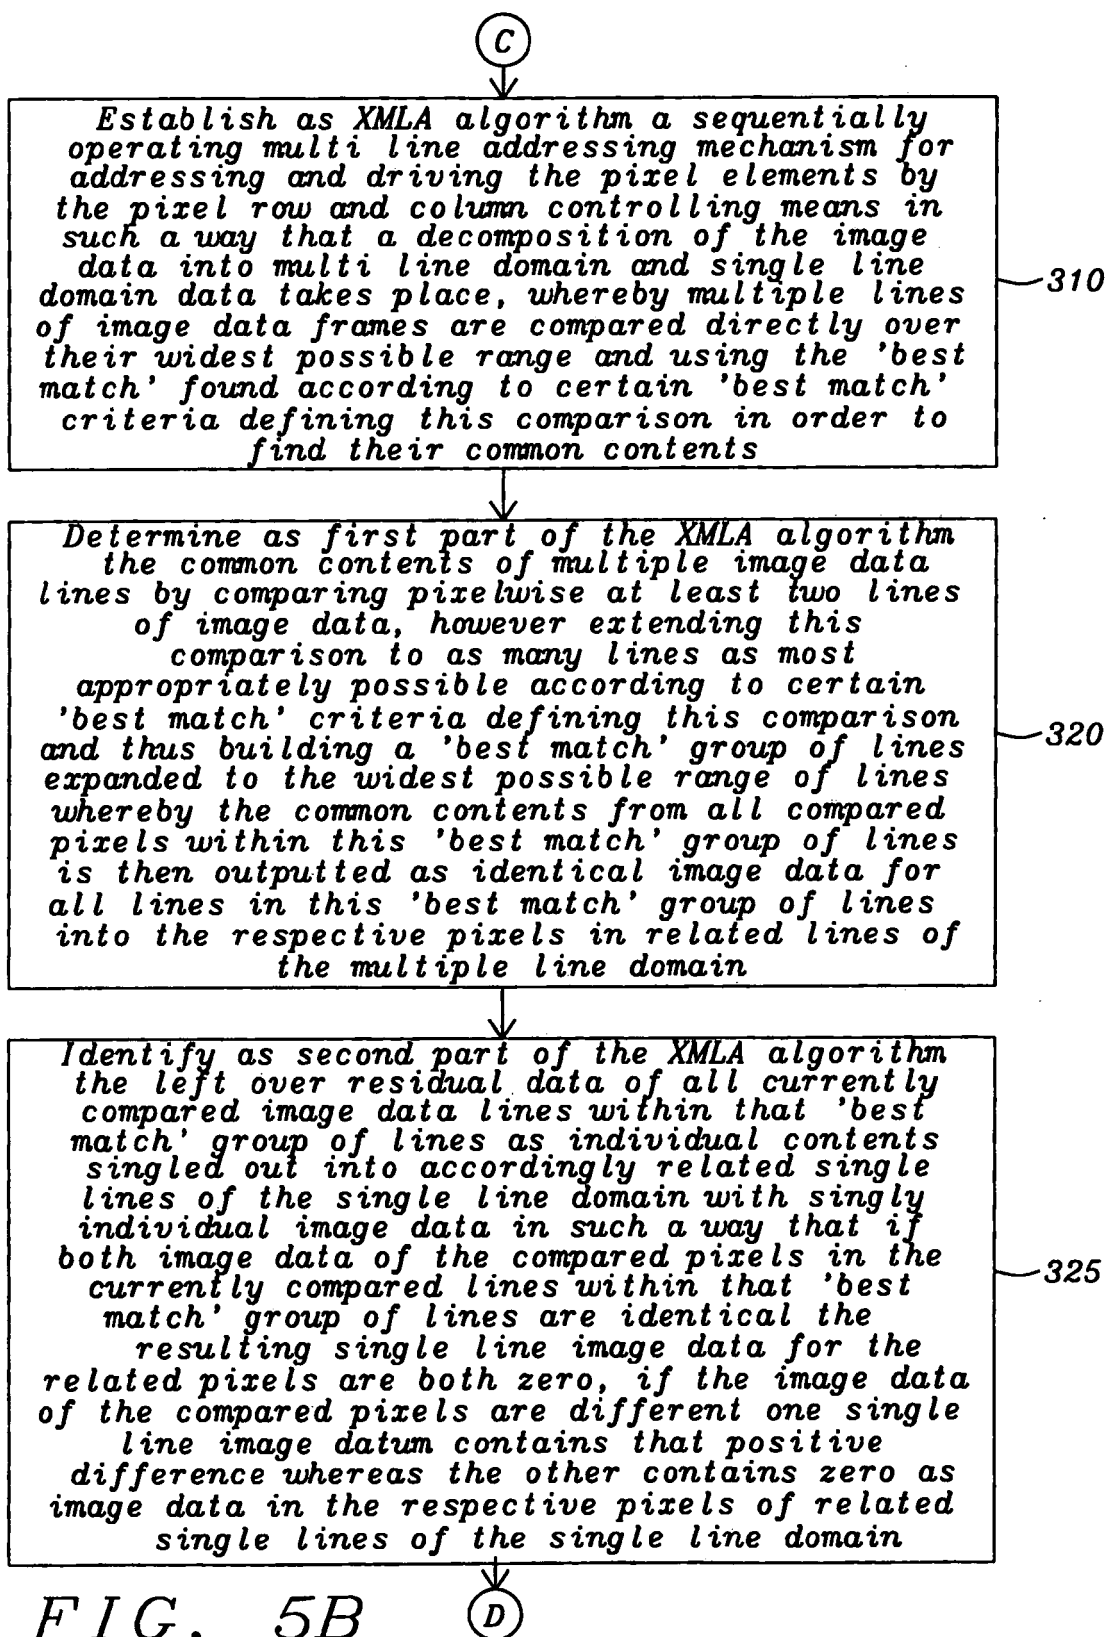 C
Establish as XMLA algorithm a sequentially
operating multi line addressing mechanism for
addressing and driving the pixel elements by
the pixel row and column controlling means in
such a way that a decomposition of the image
data into multi line domain and single line
domain data takes place, whereby multiple lines
of image data frames are compared directly over
their widest possible range and using the 'best
match' found according to certain 'best match'
criteria defining this comparison in order to
find their common contents
310
Determine as first part of the XMLA algorithm
the common contents of multiple image data
lines by comparing pixelwise at least two lines
of image data, however extending this
comparison to as many lines as most
appropriately possible according to certain
'best match' criteria defining this comparison
and thus building a 'best match' group of lines
expanded to the widest possible range of lines
whereby the common contents from all compared
pixels within this 'best match' group of lines
is then outputted as identical image data for
all lines in this 'best match' group of lines
into the respective pixels in related lines of
the multiple line domain
320
Identify as second part of the XMLA algorithm
the left over residual data of all currently
compared image data lines within that 'best
match' group of lines as individual contents
singled out into accordingly related single
lines of the single line domain with singly
individual image data in such a way that if
both image data of the compared pixels in the
currently compared lines within that 'best
match' group of lines are identical the
resulting single line image data for the
related pixels are both zero, if the image data
of the compared pixels are different one single
line image datum contains that positive
difference whereas the other contains zero as
image data in the respective pixels of related
single lines of the single line domain
325
FIG. 5B
D